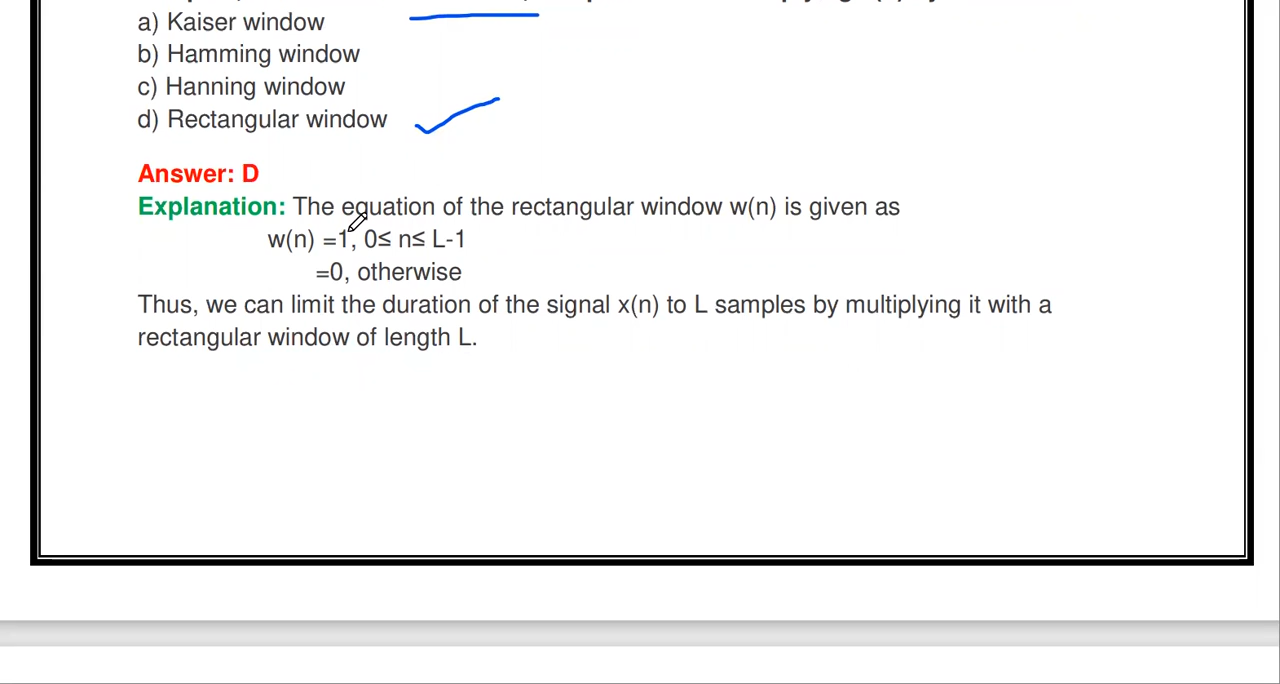 a) Kaiser window
b) Hamming window
c) Hanning window
d) Rectangular window
Answer: D
Explanation: The equation of the rectangular window w(n) is given as
w(n) =1, 0≤ n≤ L-1
=0, otherwise
Thus, we can limit the duration of the signal x(n) to L samples by multiplying it with a
rectangular window of length L.